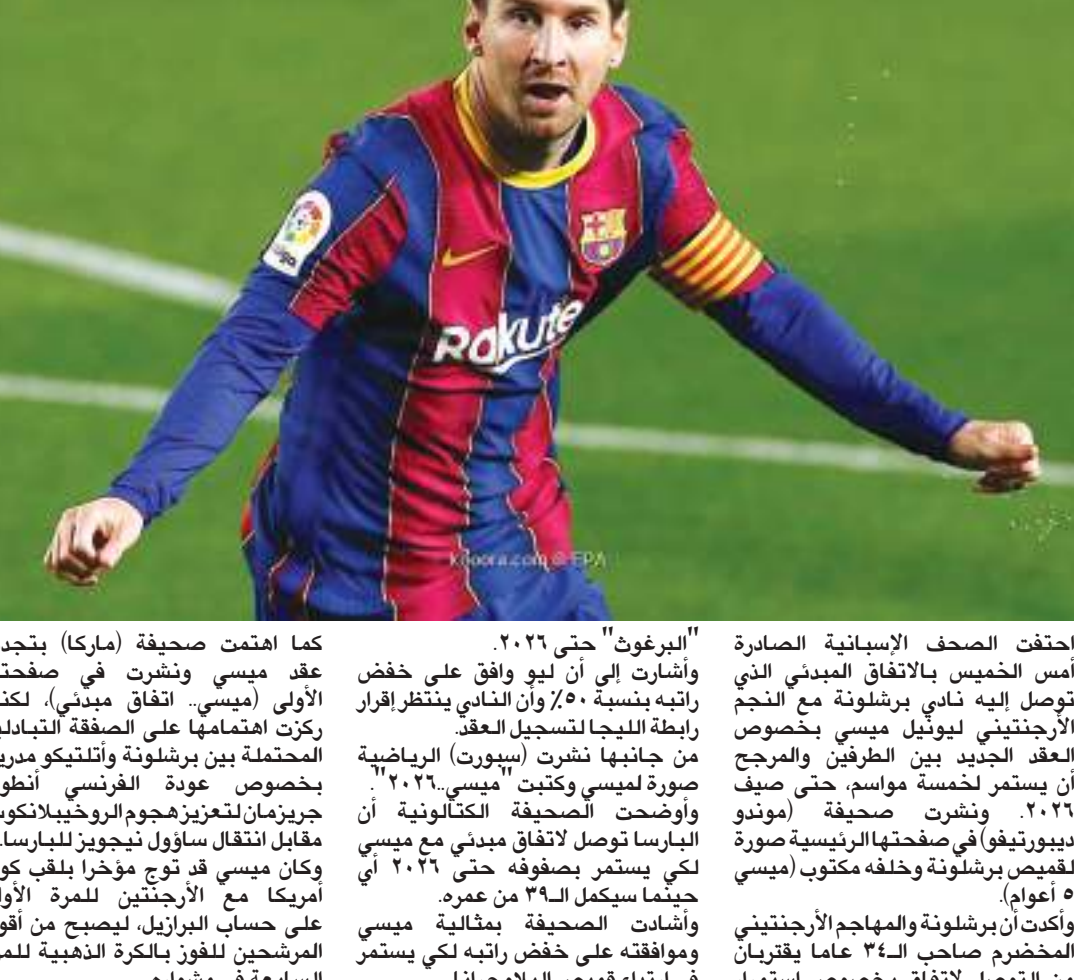 Rakute
kooora.com @ EPA
احتفت الصحف الإسبانية الصادرة
أمس الخميس بالاتفاق المبدئي الذي
توصل إليه نادي برشلونة مع النجم
الأرجنتيني ليونيل ميسي بخصوص
العقد الجديد بين الطرفين والمرجح
أن يستمر لخمسة مواسم، حتى صيف
٢٠٢٦. ونشرت صحيفة (موندو
ديبورتيفو) في صفحتها الرئيسية صورة
لقميص برشلونة وخلفه مكتوب (ميسي
٥ أعوام).
وأكدت أن برشلونة والمهاجم الأرجنتيني
المخضرم صاحب الـ٣٤ عاما يقتربان
من التوصل لاتفاق بخصوص
"البرغوث" حتى ٢٠٢٦.
وأشارت إلى أن ليو وافق على خفض
راتبه بنسبة ٥٠٪ وأن النادي ينتظر إقرار
رابطة الليجا لتسجيل العقد.
من جانبها نشرت (سبورت) الرياضية
صورة لميسي وكتبت "ميسي..٢٠٢٦".
وأوضحت الصحيفة الكتالونية أن
البارسا توصل لاتفاق مبدئي مع ميسي
لكي يستمر بصفوفه حتى ٢٠٢٦ أي
حينما سيكمل الـ٣٩ من عمره.
وأشادت الصحيفة بمثالية ميسي
وموافقته على خفض راتبه لكي يستمر
كما اهتمت صحيفة (ماركا) بتجد
عقد ميسي ونشرت في صفحت
الأولى (ميسي.. اتفاق مبدئي)، لكن
ركزت اهتمامها على الصفقة التبادل
المحتملة بين برشلونة وأتلتيكو مدري
بخصوص عودة الفرنسي أنطو
جريزمان لتعزيز هجوم الروخيبلانكو
مقابل انتقال ساؤول نيجويز للبارسا.
وكان ميسي قد توج مؤخرا بلقب كو
أمريكا مع الأرجنتين للمرة الأو
على حساب البرازيل، ليصبح من أقو
المرشحين للفوز بالكرة الذهبية للم